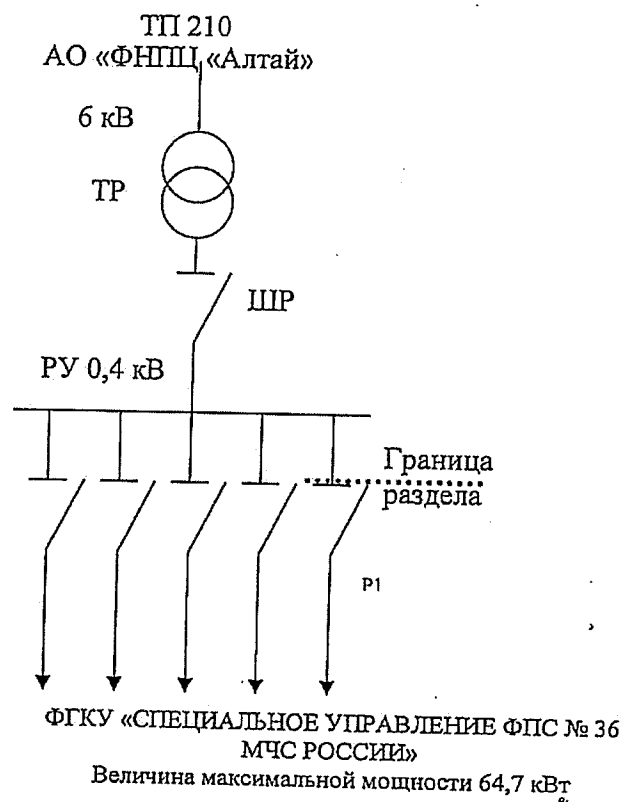 ТП 210
АО «ФНПЦ «Алтай»
6 кВ
ТР
ШР
РУ 0,4 кВ
Граница
раздела
Р1
ФГКУ «СПЕЦИАЛЬНОЕ УПРАВЛЕНИЕ ФПС № 36
МЧС РОССИИ»
Величина максимальной мощности 64,7 кВт